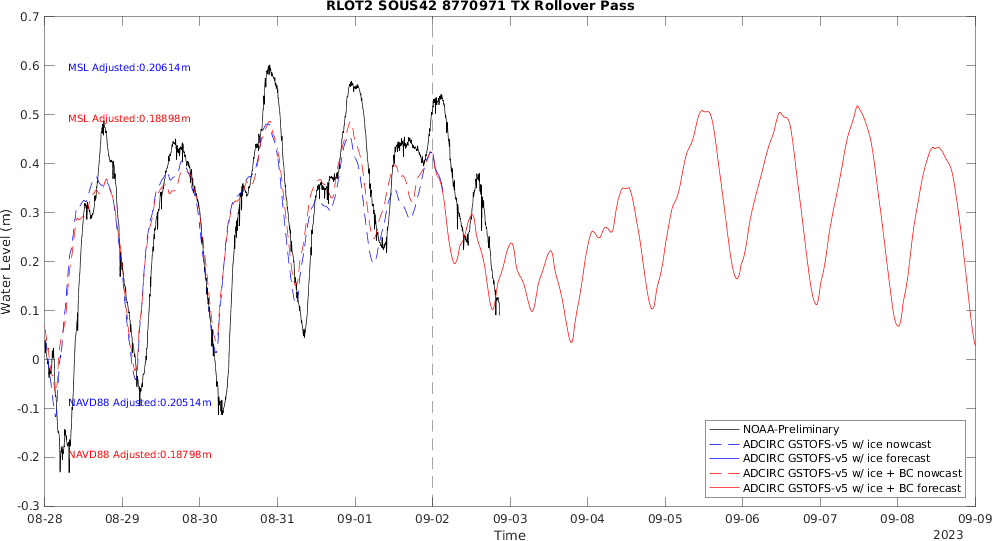 RLOT2 SOUS42 8770971 TX Rollover Pass
0.7
0.6
0.5
0.4
0.3
0.2
0.1
0
-0.1
-0.2
-0.3
Water Level (m)
MSL Adjusted:0.20614m
MSL Adjusted:0.18898m
NAVD88 Adjusted:0.20514m
NAVD88 Adjusted:0.18798m
NOAA-Preliminary
ADCIRC GSTOFS-v5 w/ ice nowcast
ADCIRC GSTOFS-v5 w/ ice forecast
ADCIRC GSTOFS-v5 w/ ice + BC nowcast
ADCIRC GSTOFS-v5 w/ ice + BC forecast
08-28 08-29 08-30 08-31 09-01 09-02 09-03 09-04 09-05 09-06 09-07 09-08 09-09
Time
2023